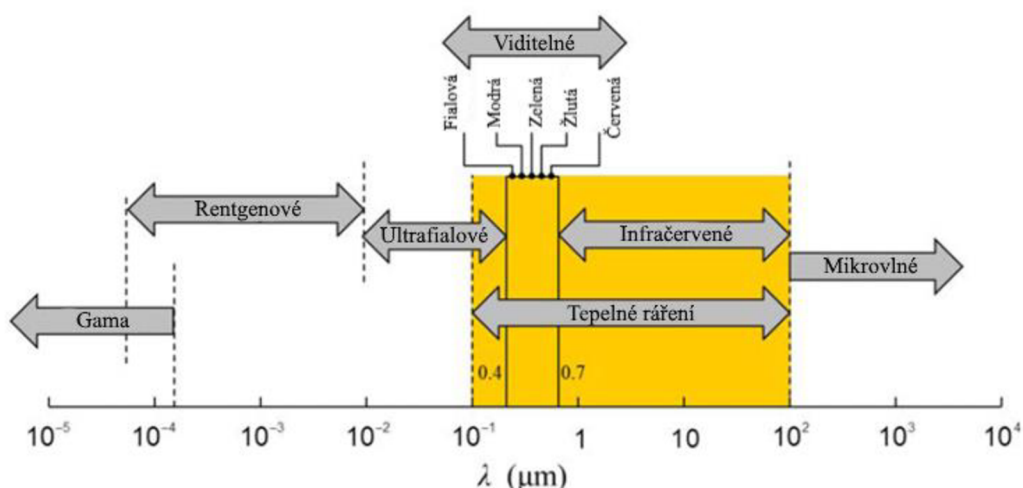 Viditelné
Fialová
Modrá
Zelená
Žlutá
Červená
Rentgenové
Ultrafialové
Infračervené
Mikrovlné
Gama
Tepelné ráření
0.4
0.7
10⁻⁵
10⁻⁴
10⁻³
10⁻²
10⁻¹
1
10
10²
10³
10⁴
λ (μm)